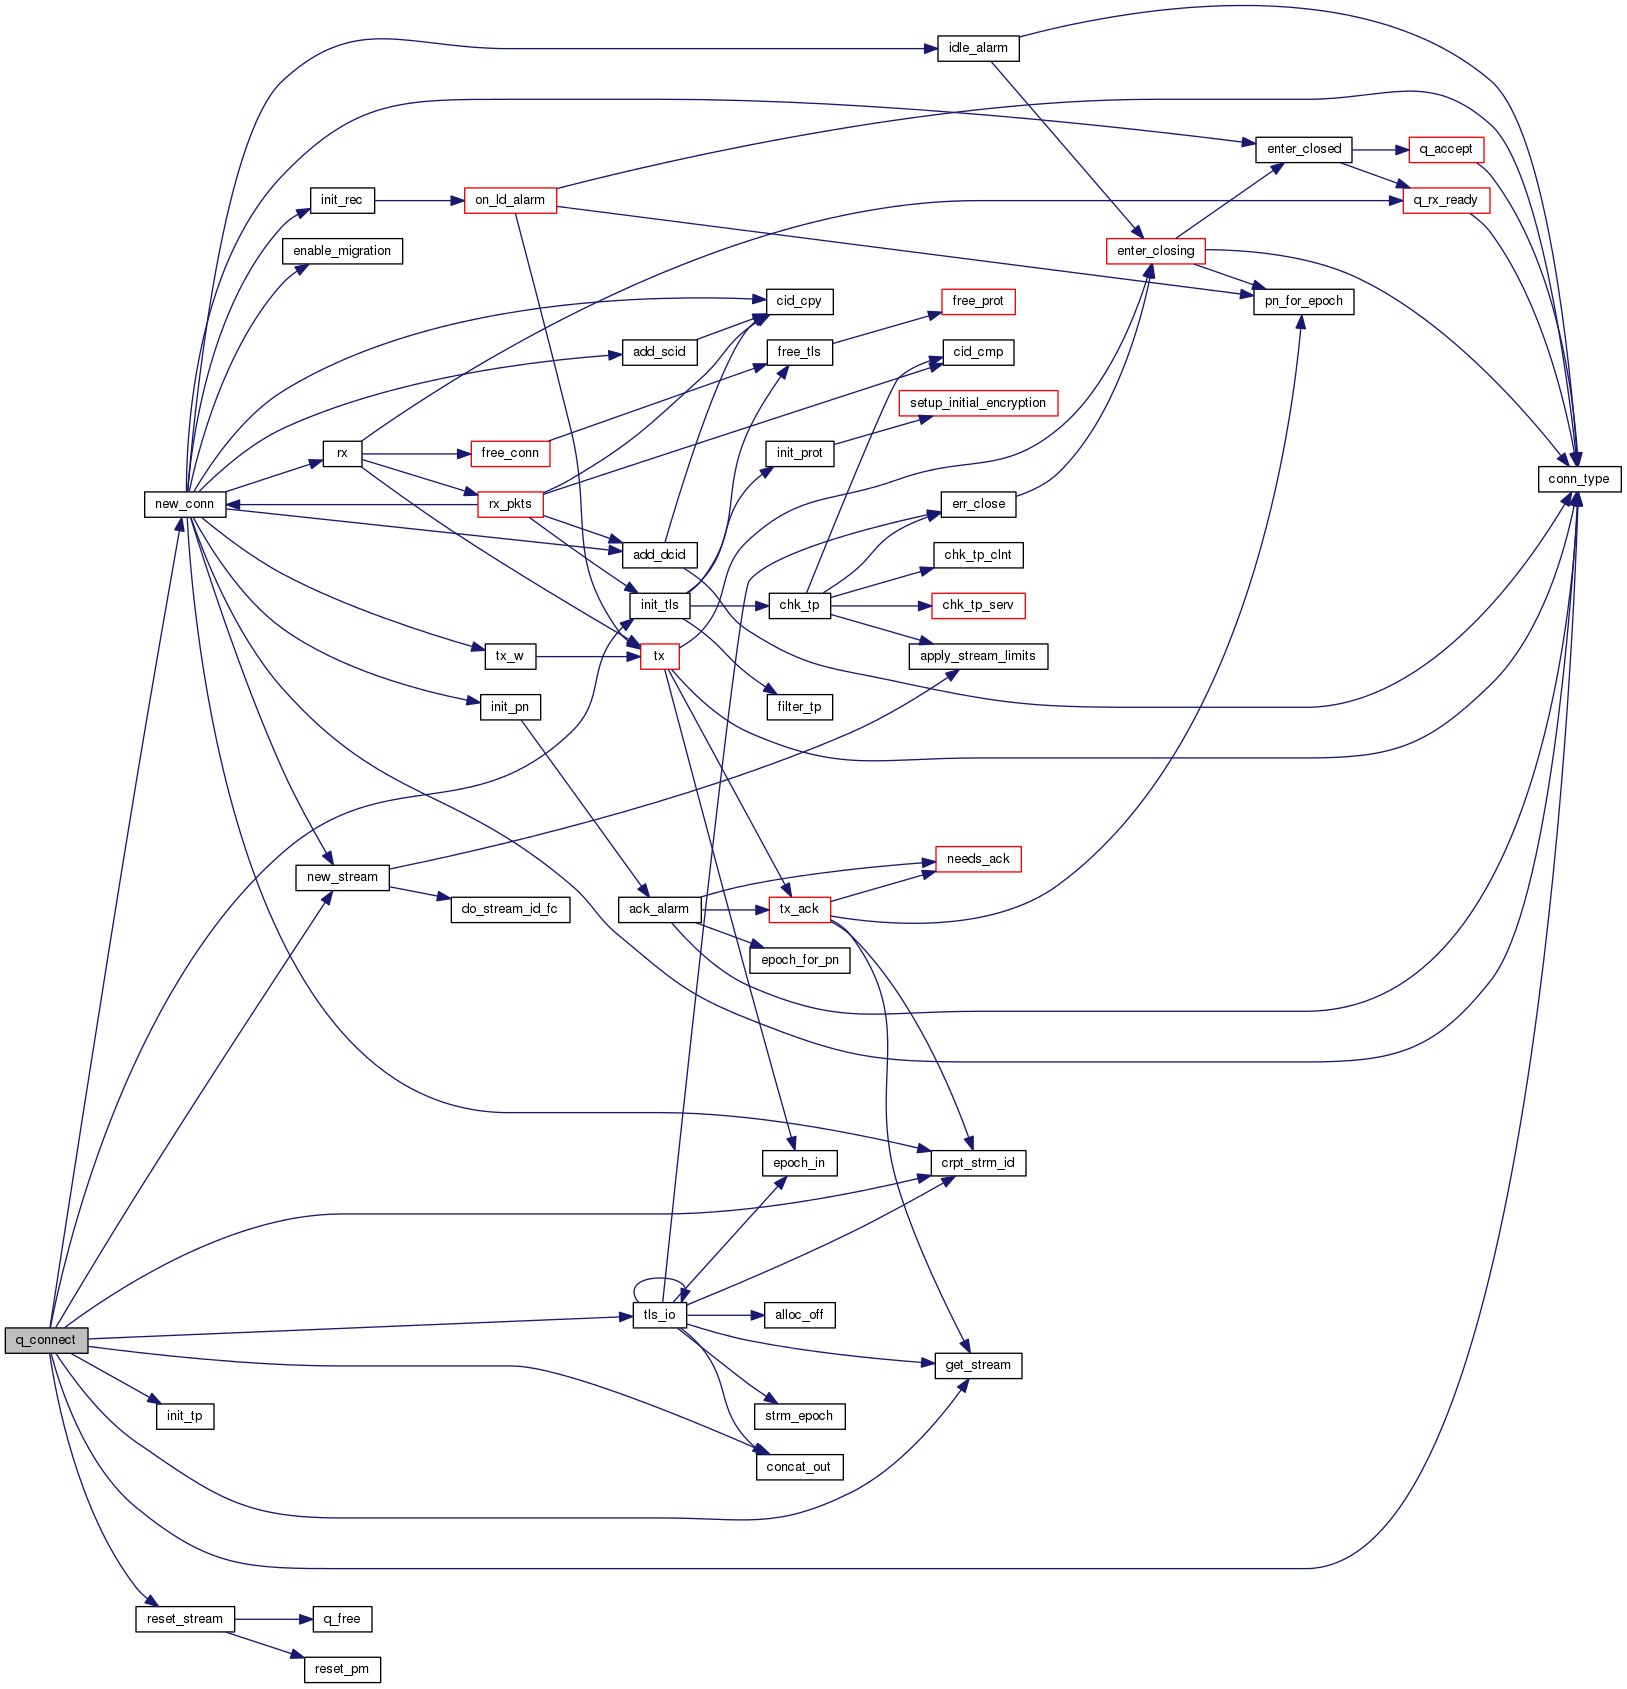 idle_alarm
enter_closed
q_accept
init_rec
on_ld_alarm
q_rx_ready
enable_migration
enter_closing
cid_cpy
free_prot
pn_for_epoch
add_scid
free_tls
cid_cmp
setup_initial_encryption
rx
free_conn
init_prot
conn_type
new_conn
rx_pkts
err_close
add_dcid
chk_tp_clnt
init_tls
chk_tp
chk_tp_serv
tx_w
tx
apply_stream_limits
init_pn
filter_tp
needs_ack
new_stream
do_stream_id_fc
ack_alarm
tx_ack
epoch_for_pn
epoch_in
crpt_strm_id
tls_io
alloc_off
q_connect
get_stream
init_tp
strm_epoch
concat_out
reset_stream
q_free
reset_pm